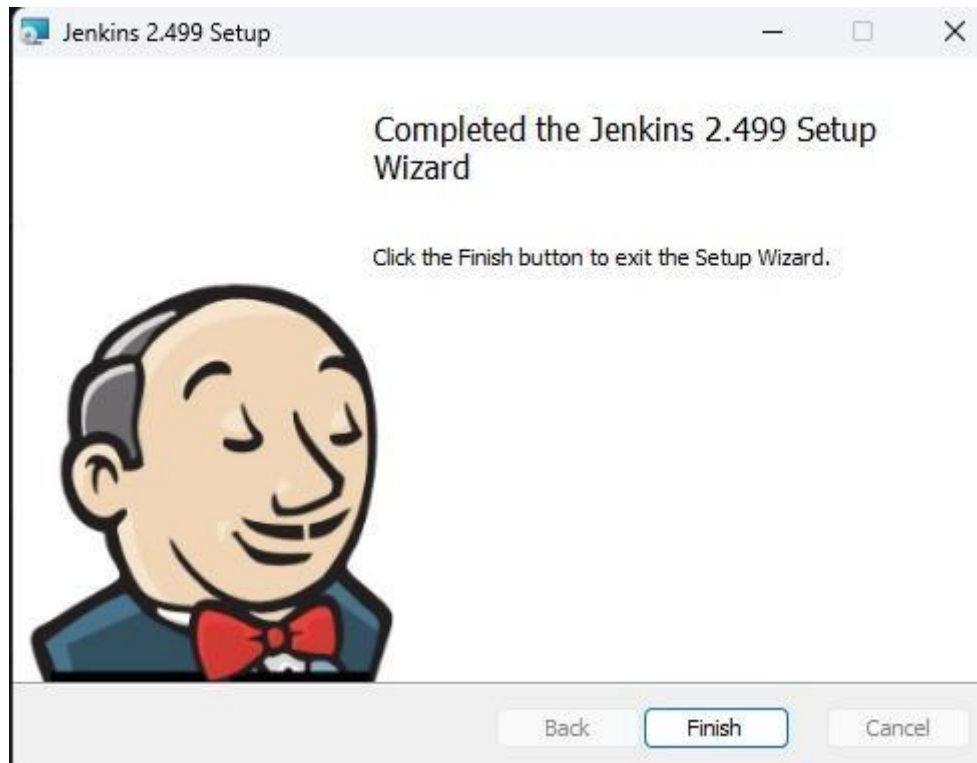 Jenkins 2.499 Setup
Completed the Jenkins 2.499 Setup
Wizard
Click the Finish button to exit the Setup Wizard.
Back Finish Cancel